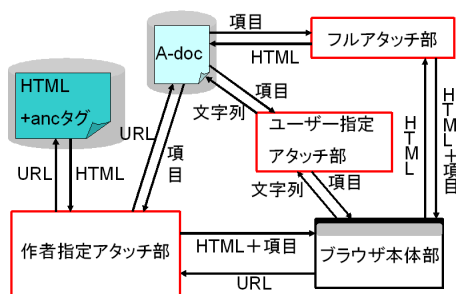 項目
HTML
フルアタッチ部
A-doc
項目
文字列
HTML
+ancタグ
URL
項目
ユーザー指定
アタッチ部
HTML
HTML＋項目
URL
HTML
文字列
項目
作者指定アタッチ部
HTML＋項目
URL
ブラウザ本体部